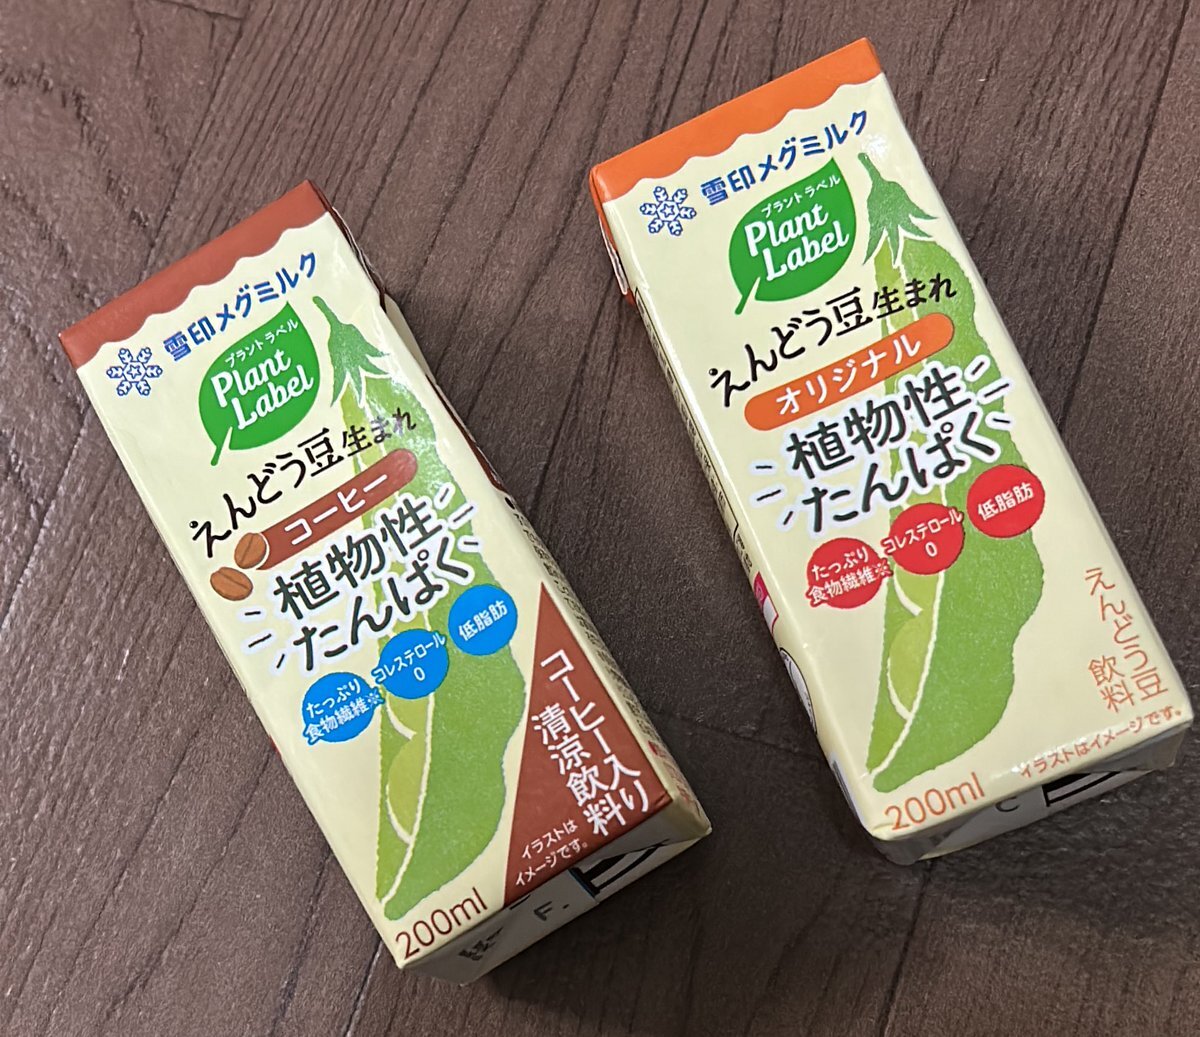 雪印メグミルク
プラントラベル
Plant
Label
えんどう豆生まれ
コーヒー
植物性
たんぱく
たっぷり
食物繊維※
コレステロール
0
低脂肪
コーヒー入り
清涼飲料
イラストは
イメージです。
200ml
F.
雪印メグミルク
プラントラベル
Plant
Label
えんどう豆生まれ
オリジナル
植物性
たんぱく
たっぷり
食物繊維※
コレステロール
0
低脂肪
えんどう豆
飲料
イラストはイメージです。
200ml
C